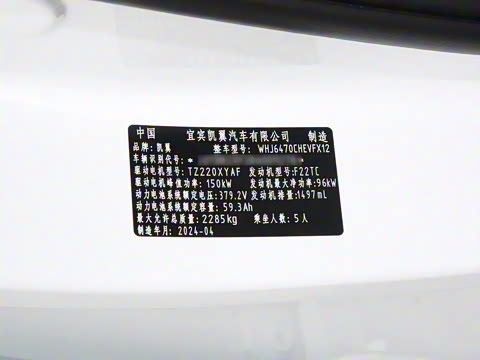 中国 宜宾凯翼汽车有限公司 制造
品牌: 凯翼 整车型号: WHJ6470CHEVFX12
车辆识别代号: * *
驱动电机型号: TZ220XYAF 发动机型号: F22TC
驱动电机峰值功率: 150kW 发动机最大净功率: 96kW
动力电池系统额定电压: 379.2V 发动机排量: 1497mL
动力电池系统额定容量: 59.3Ah
最大允许总质量: 2285kg 乘坐人数: 5人
制造年月: 2024-04